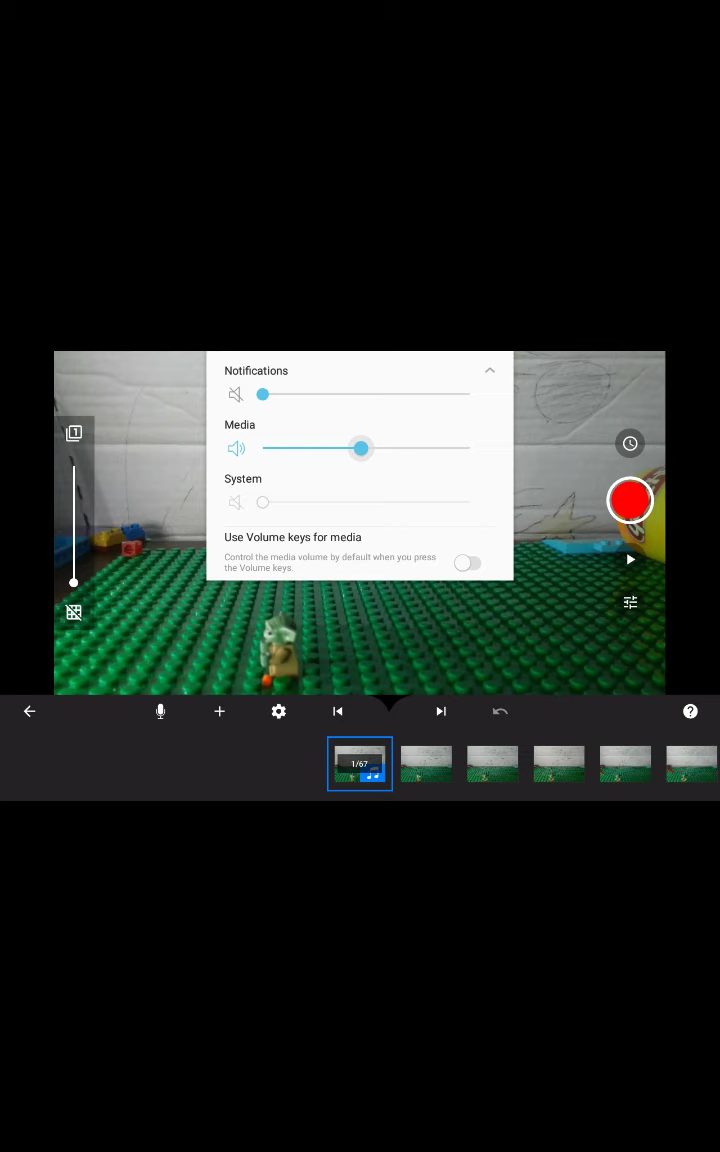 Notifications
Media
System
Use Volume keys for media
Control the media volume by default when you press
the Volume keys.
1
1/67
?